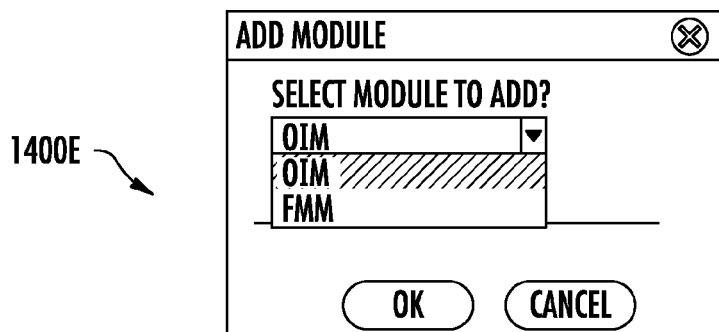 ADD MODULE
SELECT MODULE TO ADD?
1400E
OIM
OIM
FMM
OK
CANCEL